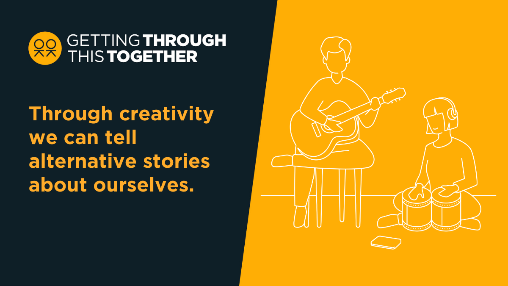 GETTING THROUGH
THIS TOGETHER
Through creativity
we can tell
alternative stories
about ourselves.